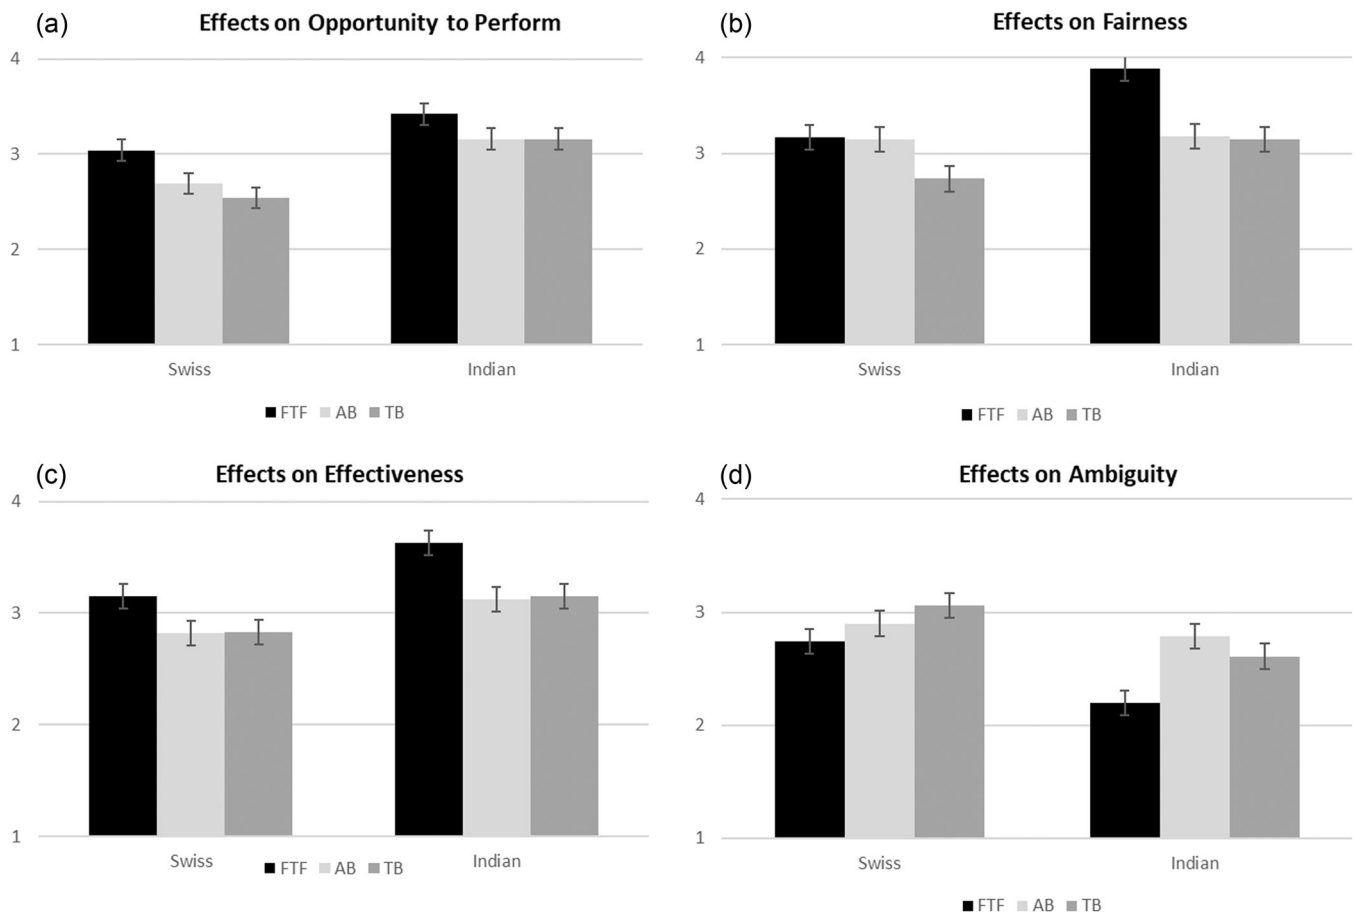 (a) Effects on Opportunity to Perform
4
3
2
1
Swiss Indian
FTF AB TB
(b) Effects on Fairness
4
3
2
1
Swiss Indian
FTF AB TB
(c) Effects on Effectiveness
4
3
2
1
Swiss Indian
FTF AB TB
(d) Effects on Ambiguity
4
3
2
1
Swiss Indian
FTF AB TB